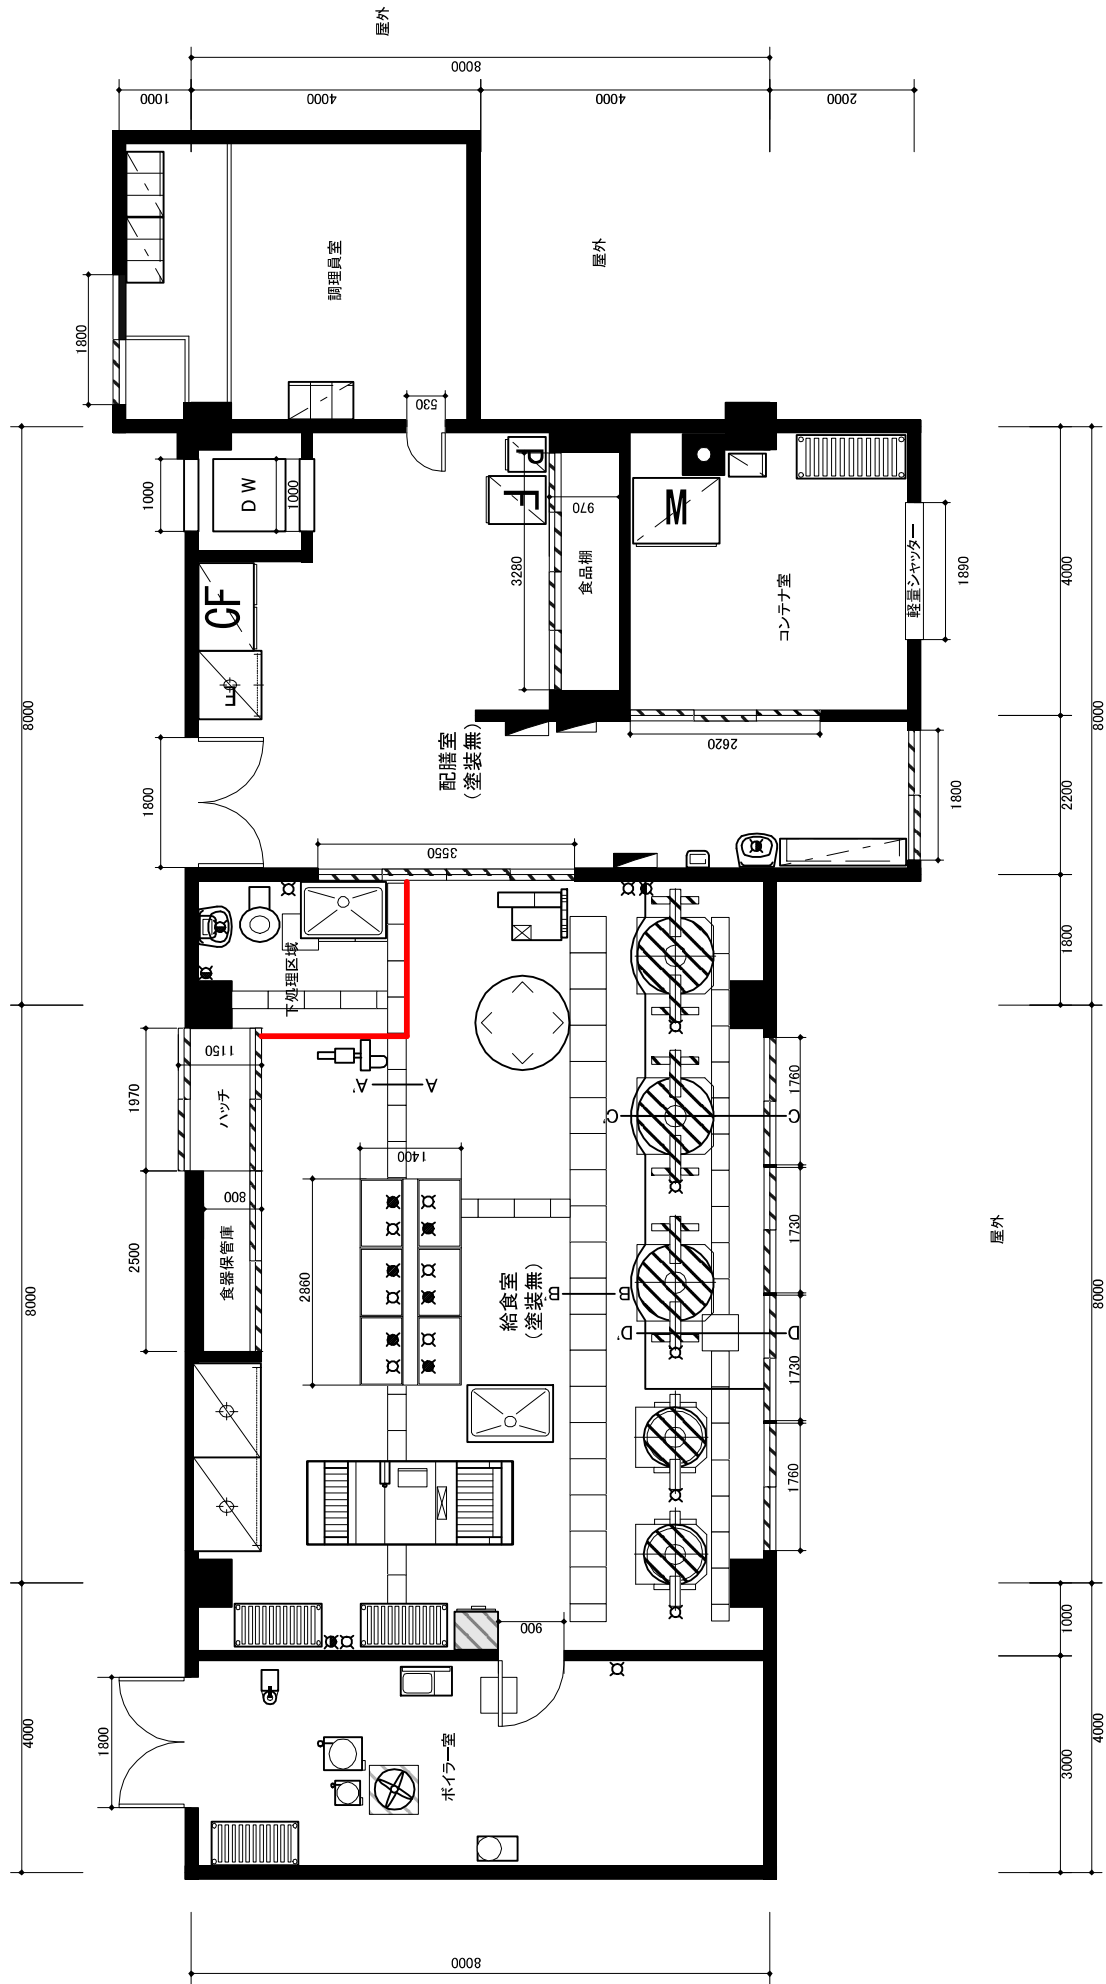 屋外
8000
1000
4000
4000
2000
調理員室
屋外
1800
530
1000
DW
1000
P
F
970
M
CF
3280
食品棚
コンテナ室
軽量シャッター
1890
4000
8000
8000
F
配膳室
（塗装無）
2620
1800
1800
2200
3550
1800
下処理区域
1150
1970
ハッチ
A'
A
C'
C
1760
1400
800
2500
食器保管庫
2860
給食室
（塗装無）
B'
B
D'
D
1730
1730
1760
屋外
8000
8000
900
1000
1800
4000
ボイラー室
3000
4000
8000